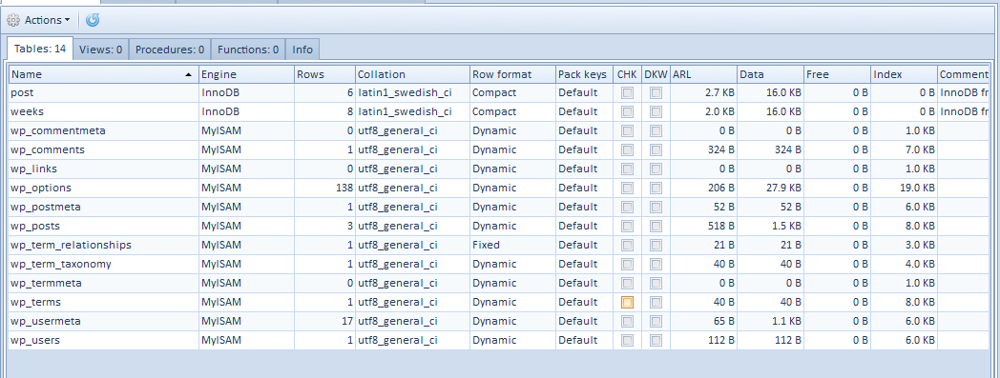 Actions
Tables: 14 Views: 0 Procedures: 0 Functions: 0 Info
Name Engine Rows Collation Row format Pack keys CHK DKW ARL Data Free Index Comment
post InnoDB 6 latin1_swedish_ci Compact Default 2.7 KB 16.0 KB 0 B 0 B InnoDB fr
weeks InnoDB 8 latin1_swedish_ci Compact Default 2.0 KB 16.0 KB 0 B 0 B InnoDB fr
wp_commentmeta MyISAM 0 utf8_general_ci Dynamic Default 0 B 0 B 0 B 1.0 KB
wp_comments MyISAM 1 utf8_general_ci Dynamic Default 324 B 324 B 0 B 7.0 KB
wp_links MyISAM 0 utf8_general_ci Dynamic Default 0 B 0 B 0 B 1.0 KB
wp_options MyISAM 138 utf8_general_ci Dynamic Default 206 B 27.9 KB 0 B 19.0 KB
wp_postmeta MyISAM 1 utf8_general_ci Dynamic Default 52 B 52 B 0 B 6.0 KB
wp_posts MyISAM 3 utf8_general_ci Dynamic Default 518 B 1.5 KB 0 B 8.0 KB
wp_term_relationships MyISAM 1 utf8_general_ci Fixed Default 21 B 21 B 0 B 3.0 KB
wp_term_taxonomy MyISAM 1 utf8_general_ci Dynamic Default 40 B 40 B 0 B 4.0 KB
wp_termmeta MyISAM 0 utf8_general_ci Dynamic Default 0 B 0 B 0 B 1.0 KB
wp_terms MyISAM 1 utf8_general_ci Dynamic Default 40 B 40 B 0 B 8.0 KB
wp_usermeta MyISAM 17 utf8_general_ci Dynamic Default 65 B 1.1 KB 0 B 6.0 KB
wp_users MyISAM 1 utf8_general_ci Dynamic Default 112 B 112 B 0 B 6.0 KB